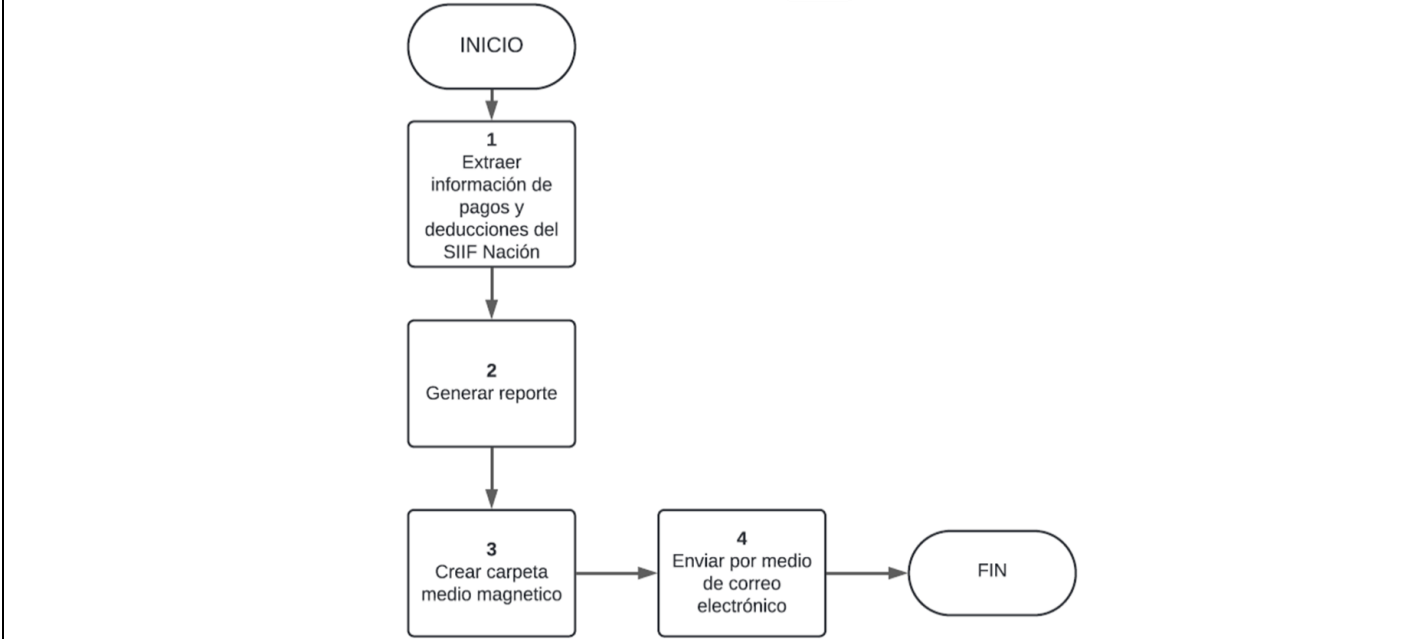 INICIO
1
Extraer
información de
pagos y
deducciones del
SIIF Nación
2
Generar reporte
3
Crear carpeta
medio magnetico
4
Enviar por medio
de correo
electrónico
FIN